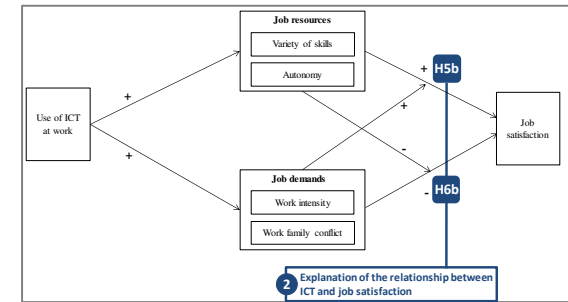 Job resources
Variety of skills
Autonomy
+
H5b
+
+
Use of ICT
at work
Job
satisfaction
+
-
Job demands
Work intensity
-
H6b
Work family conflict
2
Explanation of the relationship between
ICT and job satisfaction